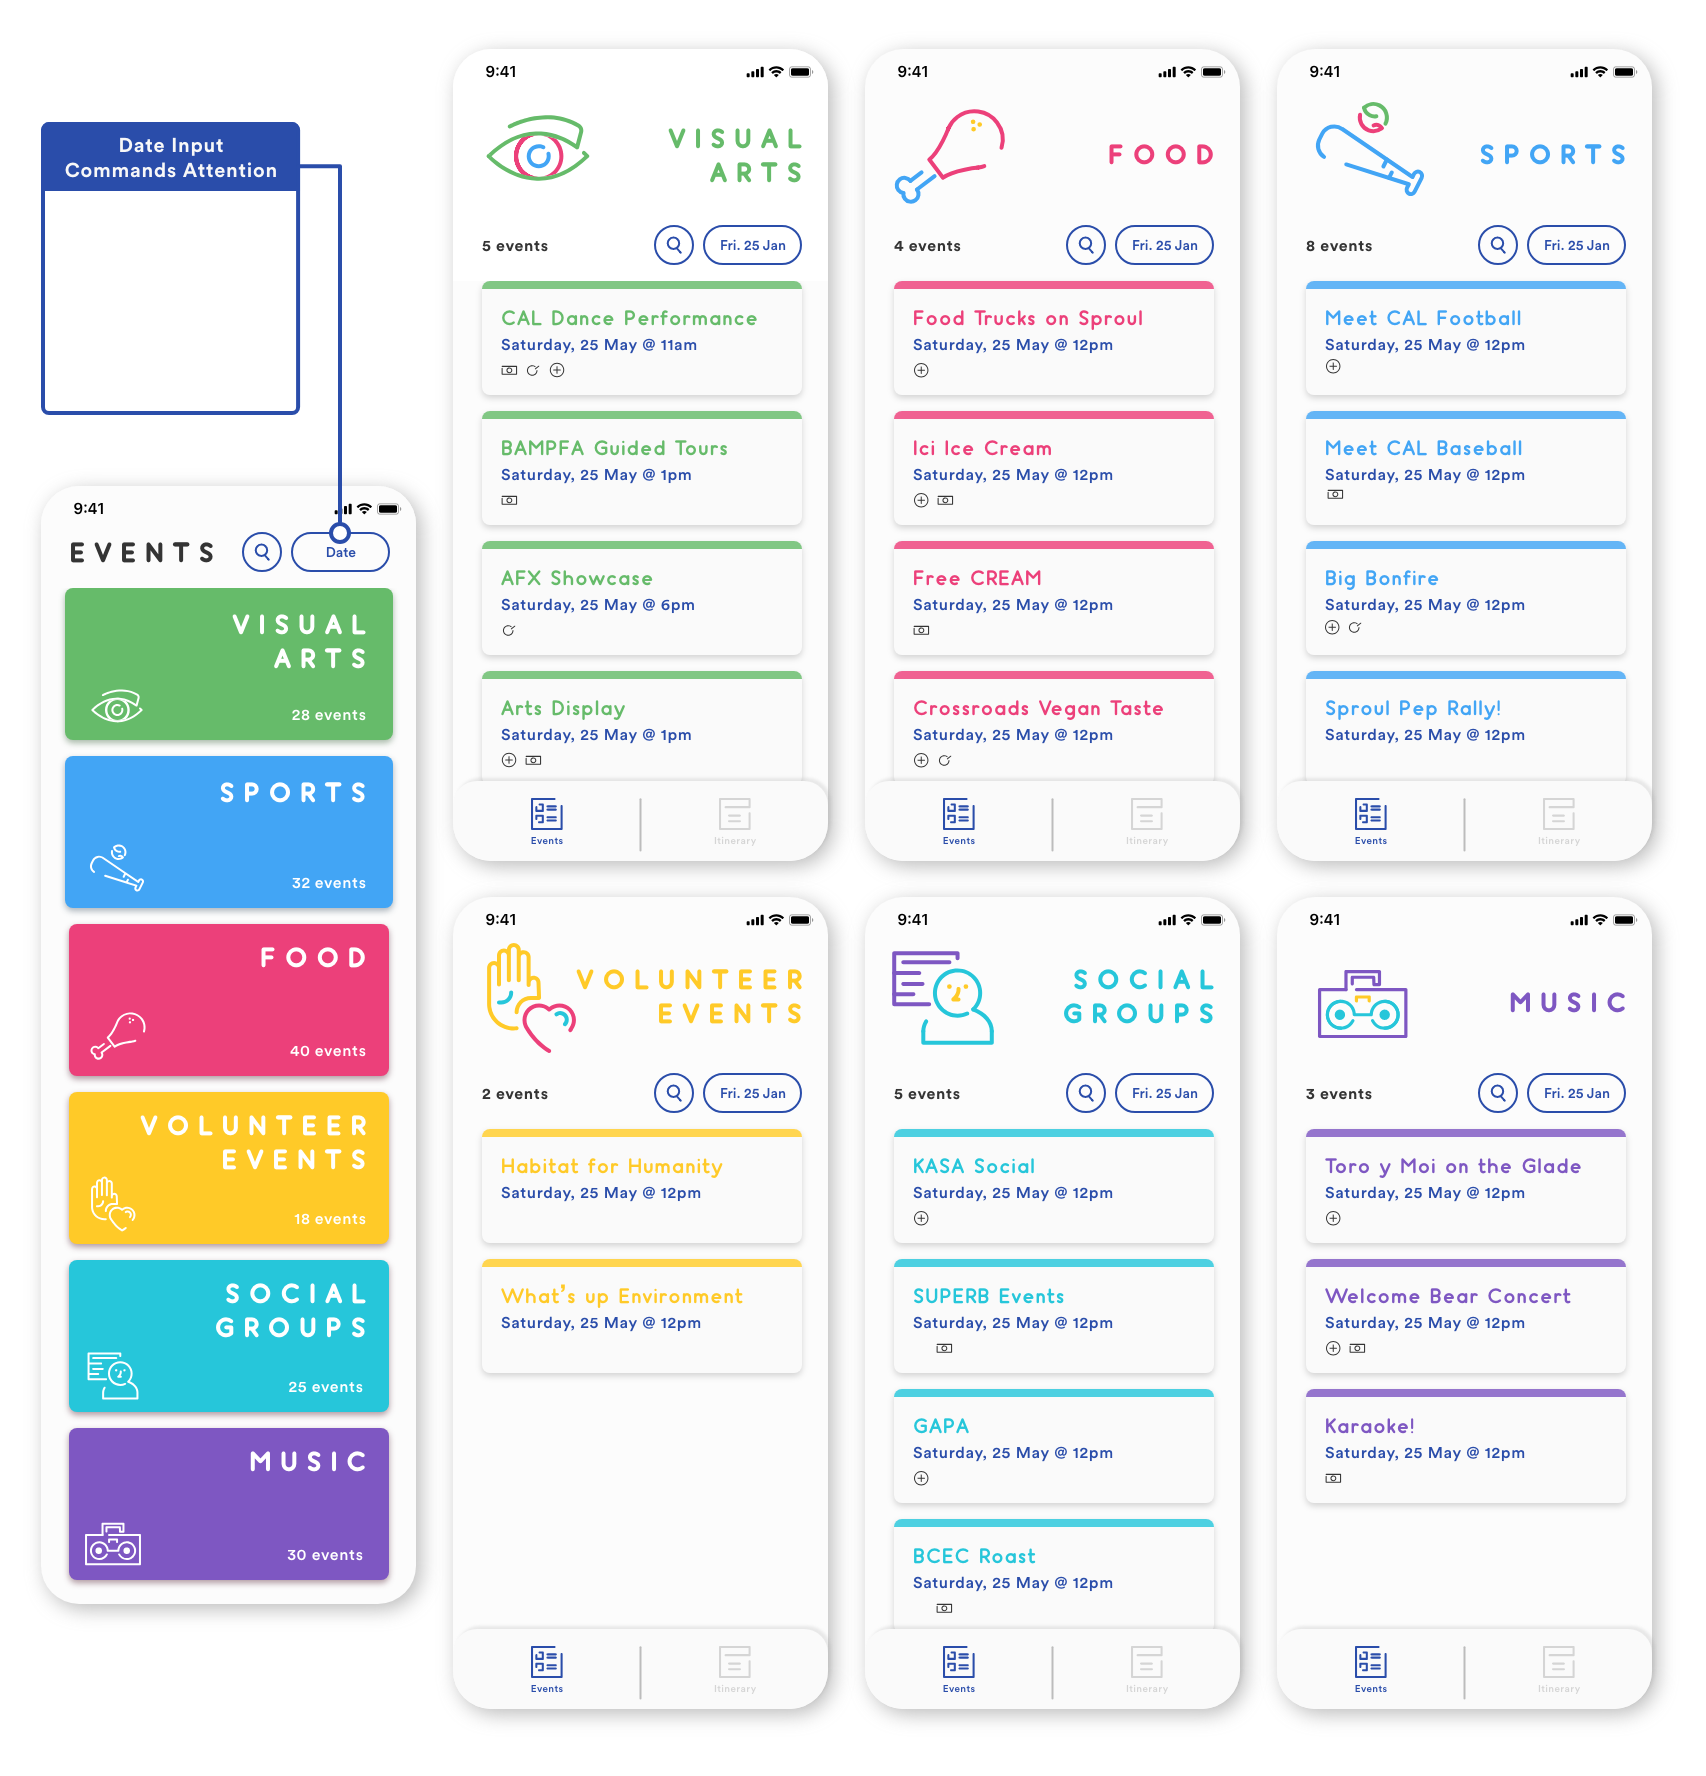 Date Input
Commands Attention
9:41
EVENTS
Date
VISUAL
ARTS
28 events
SPORTS
32 events
FOOD
40 events
VOLUNTEER
EVENTS
18 events
SOCIAL
GROUPS
25 events
MUSIC
30 events
9:41
VISUAL
ARTS
5 events
Fri. 25 Jan
CAL Dance Performance
Saturday, 25 May @ 11am
BAMPFA Guided Tours
Saturday, 25 May @ 1pm
AFX Showcase
Saturday, 25 May @ 6pm
Arts Display
Saturday, 25 May @ 1pm
Events
Itinerary
9:41
FOOD
4 events
Fri. 25 Jan
Food Trucks on Sproul
Saturday, 25 May @ 12pm
Ici Ice Cream
Saturday, 25 May @ 12pm
Free CREAM
Saturday, 25 May @ 12pm
Crossroads Vegan Taste
Saturday, 25 May @ 12pm
Events
Itinerary
9:41
SPORTS
8 events
Fri. 25 Jan
Meet CAL Football
Saturday, 25 May @ 12pm
Meet CAL Baseball
Saturday, 25 May @ 12pm
Big Bonfire
Saturday, 25 May @ 12pm
Sproul Pep Rally!
Saturday, 25 May @ 12pm
Events
Itinerary
9:41
VOLUNTEER
EVENTS
2 events
Fri. 25 Jan
Habitat for Humanity
Saturday, 25 May @ 12pm
What's up Environment
Saturday, 25 May @ 12pm
Events
Itinerary
9:41
SOCIAL
GROUPS
5 events
Fri. 25 Jan
KASA Social
Saturday, 25 May @ 12pm
SUPERB Events
Saturday, 25 May @ 12pm
GAPA
Saturday, 25 May @ 12pm
BCEC Roast
Saturday, 25 May @ 12pm
Events
Itinerary
9:41
MUSIC
3 events
Fri. 25 Jan
Toro y Moi on the Glade
Saturday, 25 May @ 12pm
Welcome Bear Concert
Saturday, 25 May @ 12pm
Karaoke!
Saturday, 25 May @ 12pm
Events
Itinerary